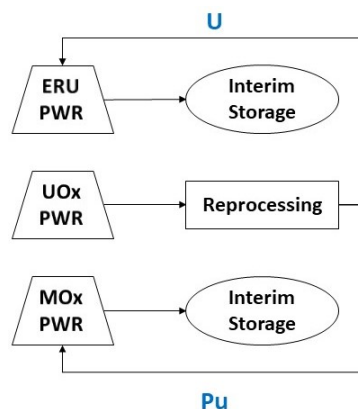 U
ERU
PWR
Interim
Storage
UOx
PWR
Reprocessing
MOx
PWR
Interim
Storage
Pu